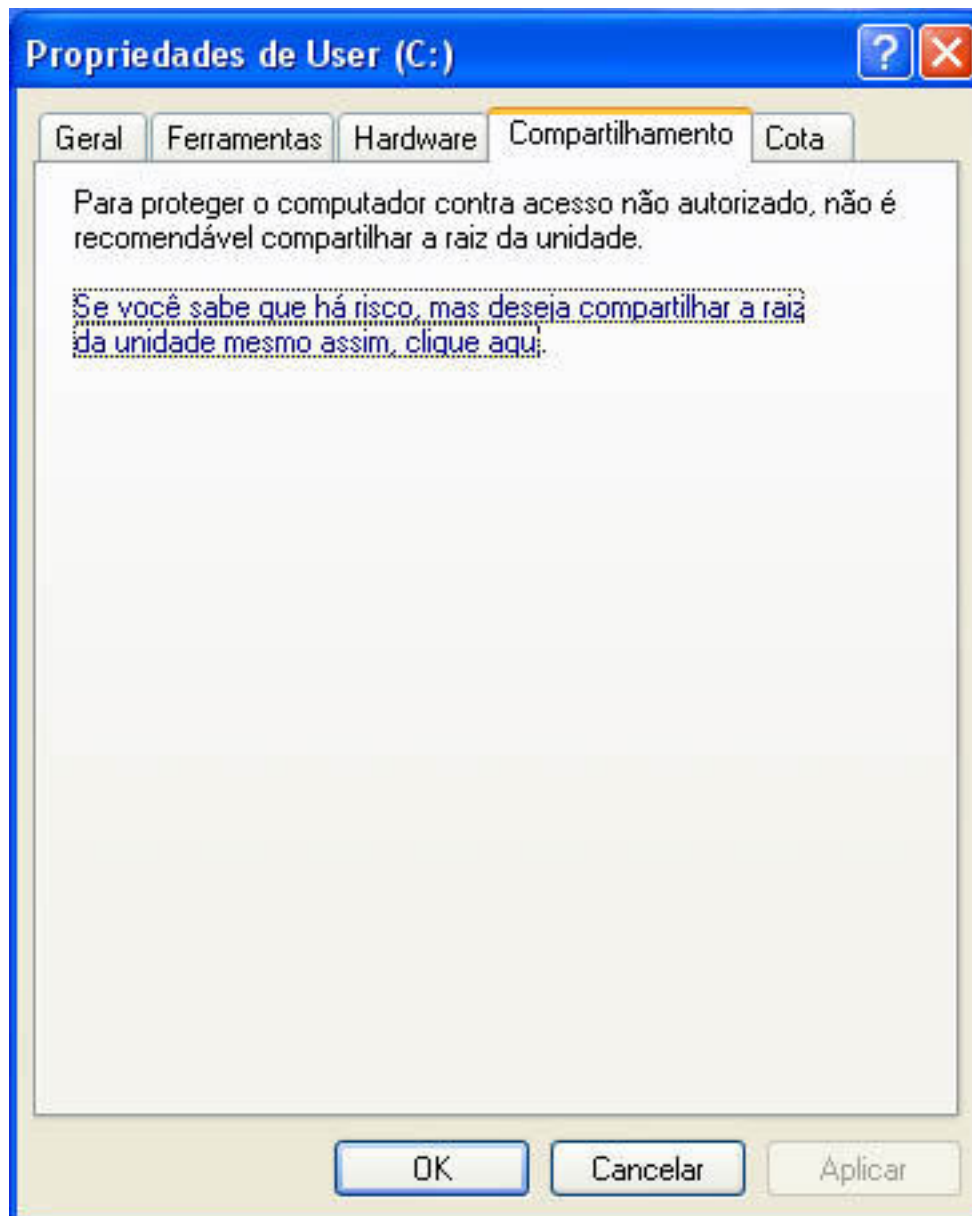 Propriedades de User (C:)
Geral Ferramentas Hardware Compartilhamento Cota
Para proteger o computador contra acesso não autorizado, não é
recomendável compartilhar a raiz da unidade.
Se você sabe que há risco, mas deseja compartilhar a raiz
da unidade mesmo assim, clique aqui.
OK Cancelar Aplicar